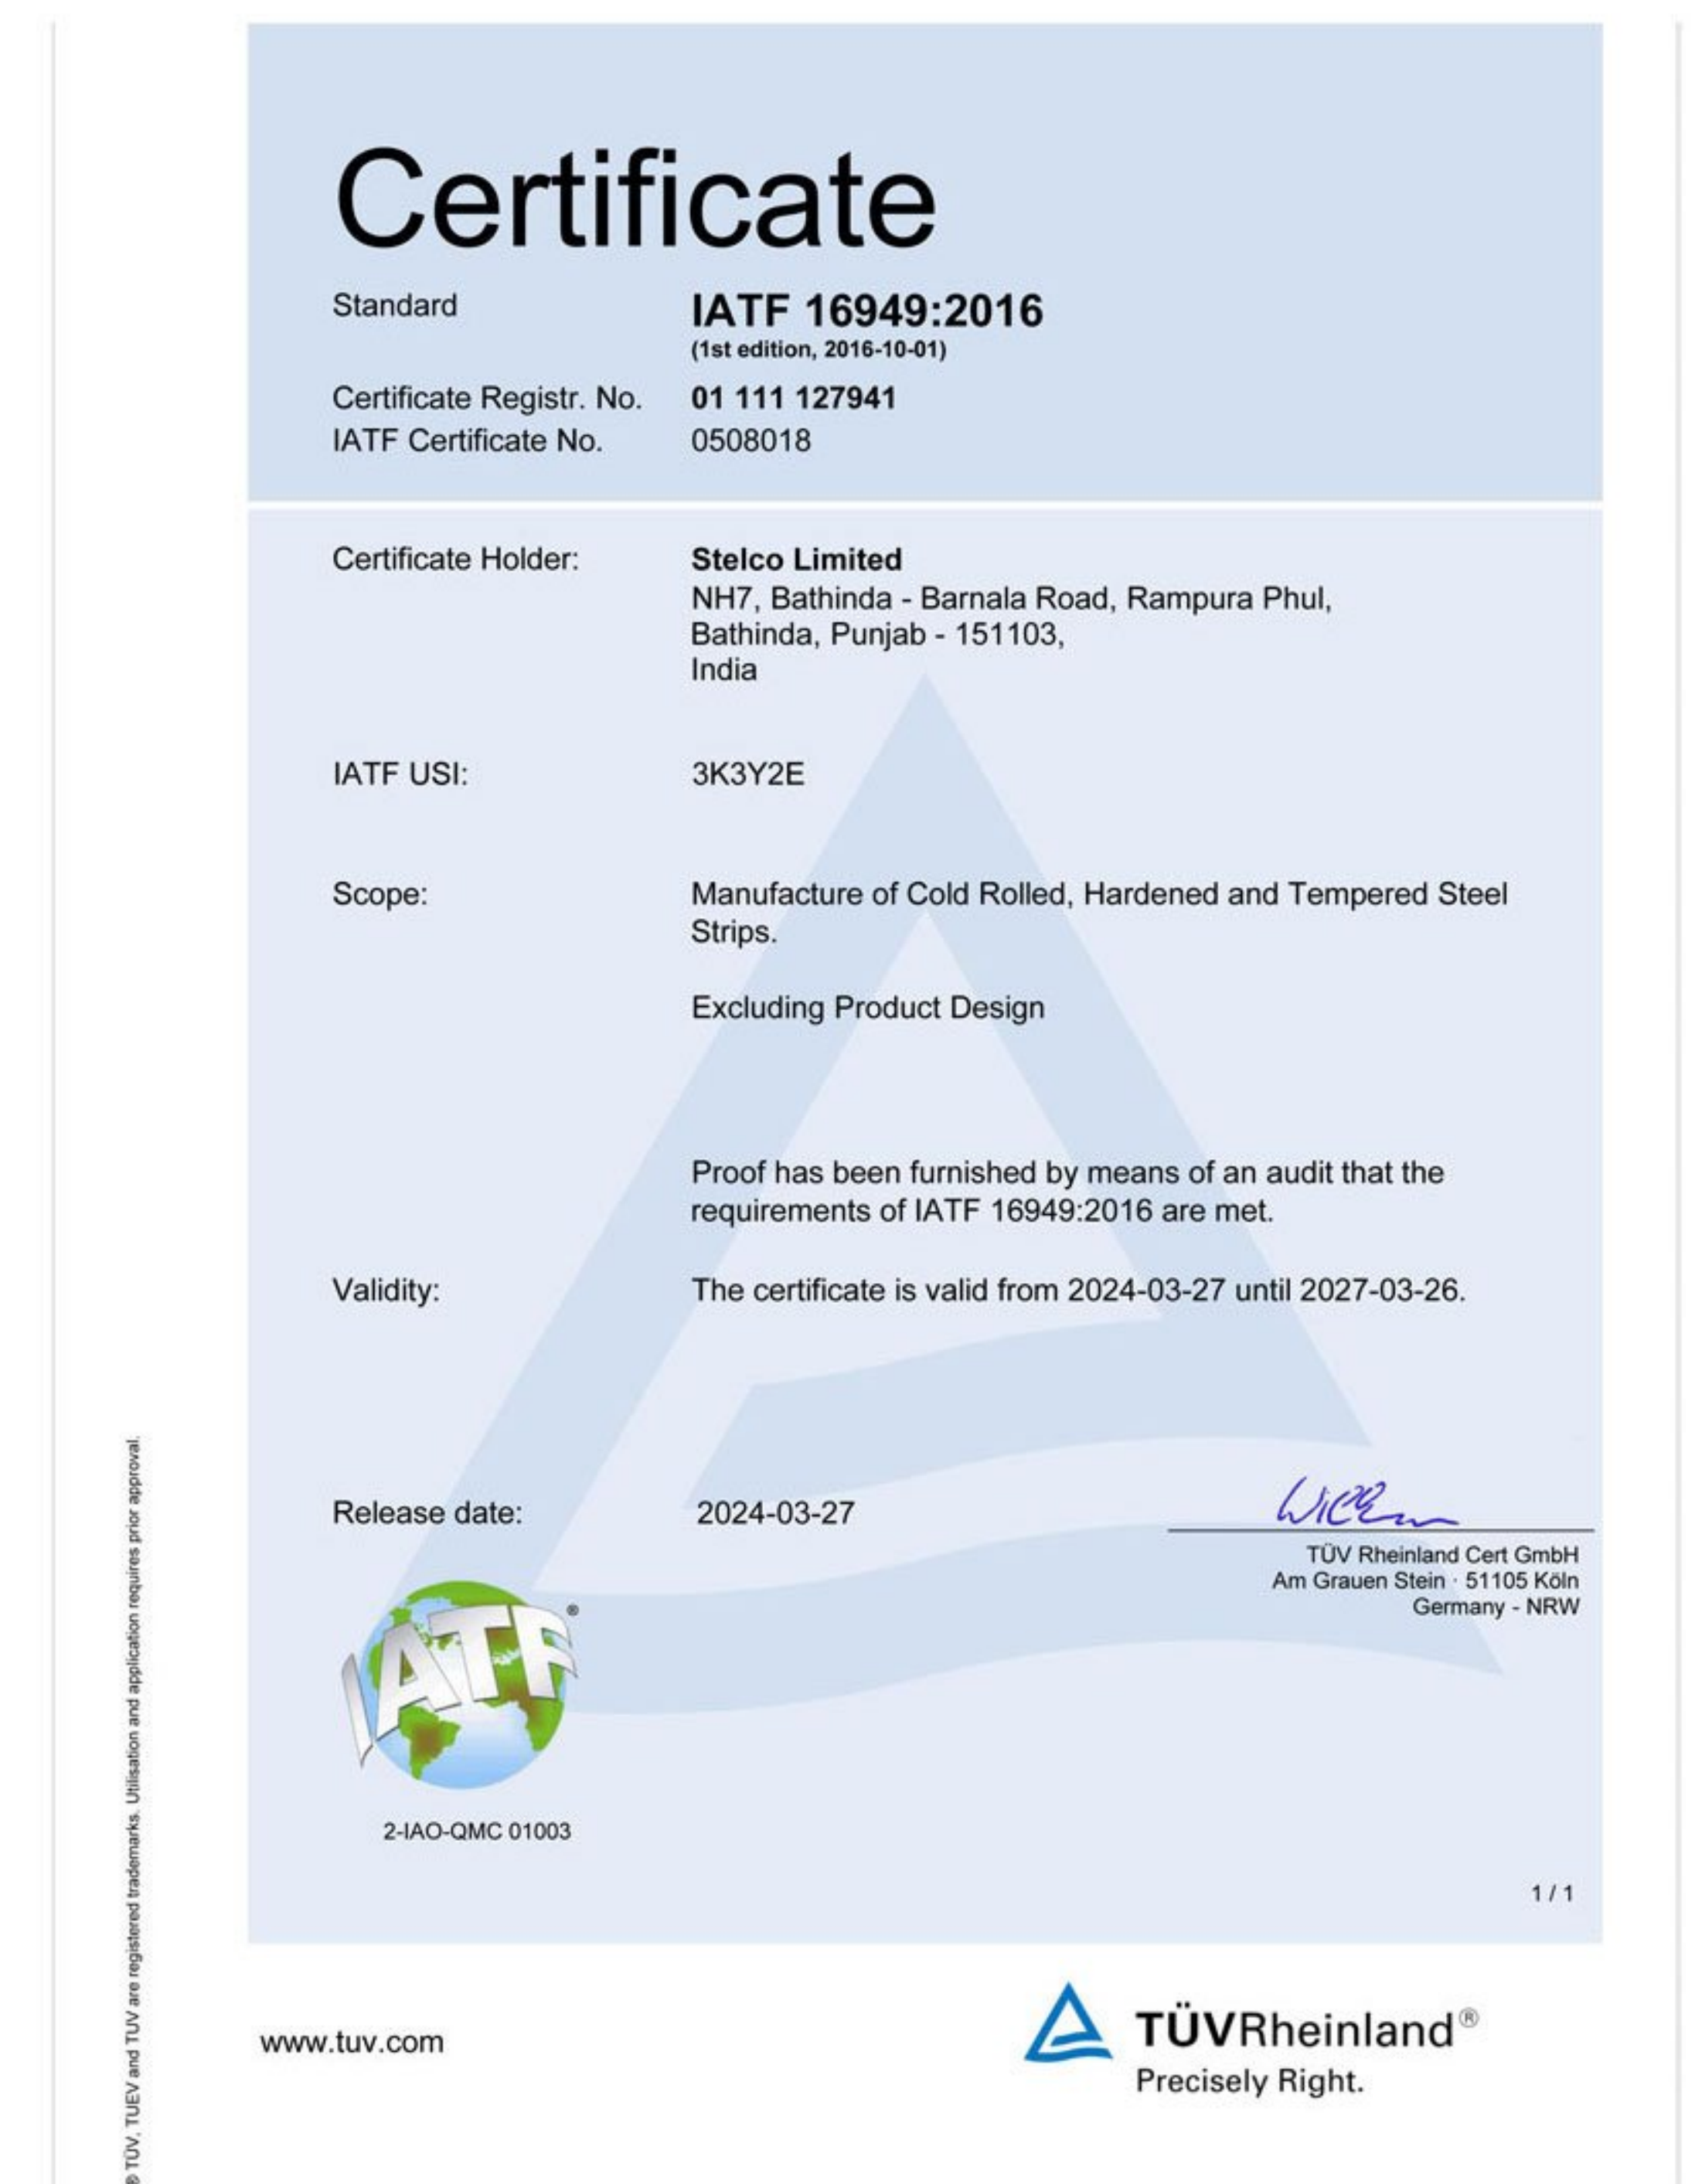 Certificate
Standard IATF 16949:2016
(1st edition, 2016-10-01)
Certificate Registr. No. 01 111 127941
IATF Certificate No. 0508018
Certificate Holder: Stelco Limited
NH7, Bathinda - Barnala Road, Rampura Phul,
Bathinda, Punjab - 151103,
India
IATF USI: 3K3Y2E
Scope: Manufacture of Cold Rolled, Hardened and Tempered Steel
Strips.
Excluding Product Design
Proof has been furnished by means of an audit that the
requirements of IATF 16949:2016 are met.
Validity: The certificate is valid from 2024-03-27 until 2027-03-26.
Release date: 2024-03-27
TÜV Rheinland Cert GmbH
Am Grauen Stein · 51105 Köln
Germany - NRW
IATF®
2-IAO-QMC 01003
1 / 1
www.tuv.com
TÜVRheinland®
Precisely Right.
® TÜV, TUEV and TUV are registered trademarks. Utilisation and application requires prior approval.